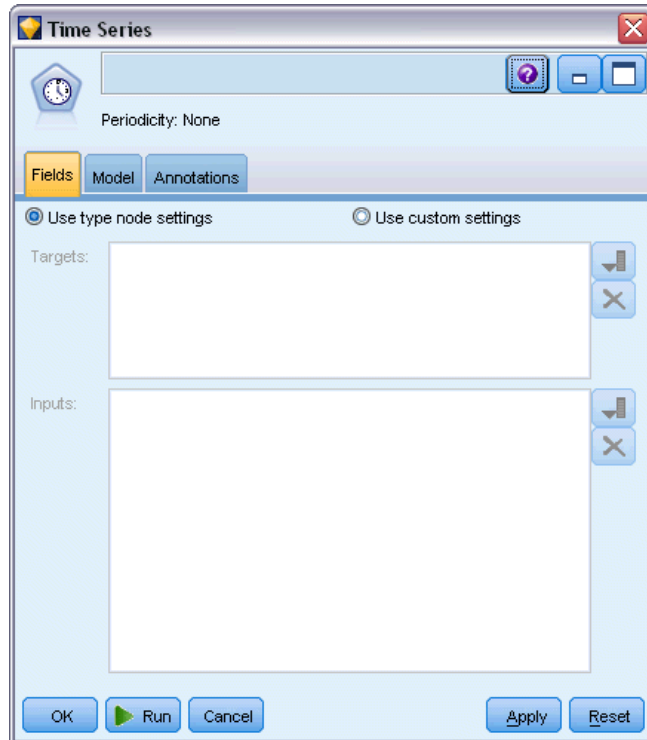 Time Series
?
Periodicity: None
Fields Model Annotations
Use type node settings Use custom settings
Targets:
Inputs:
OK Run Cancel Apply Reset